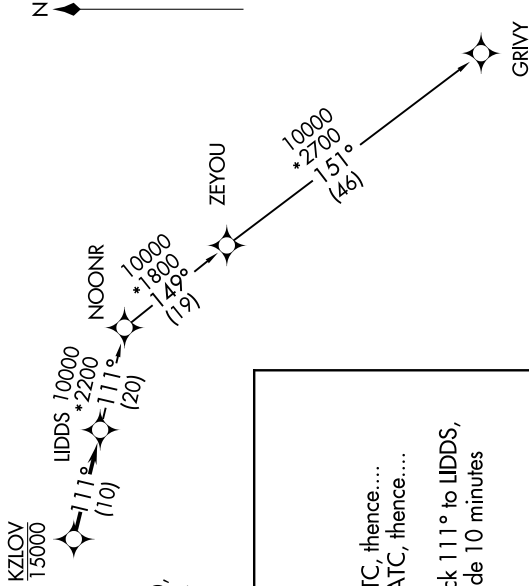 N
KZLOV
15000
111°
(10)
LIDDS
10000
*2200
111°
(20)
NOONR
10000
*1800
149°
(19)
ZEYOU
10000
*2700
151°
(46)
GRIVY
TC, thence....
ATC, thence....
ck 111° to LIDDS,
de 10 minutes